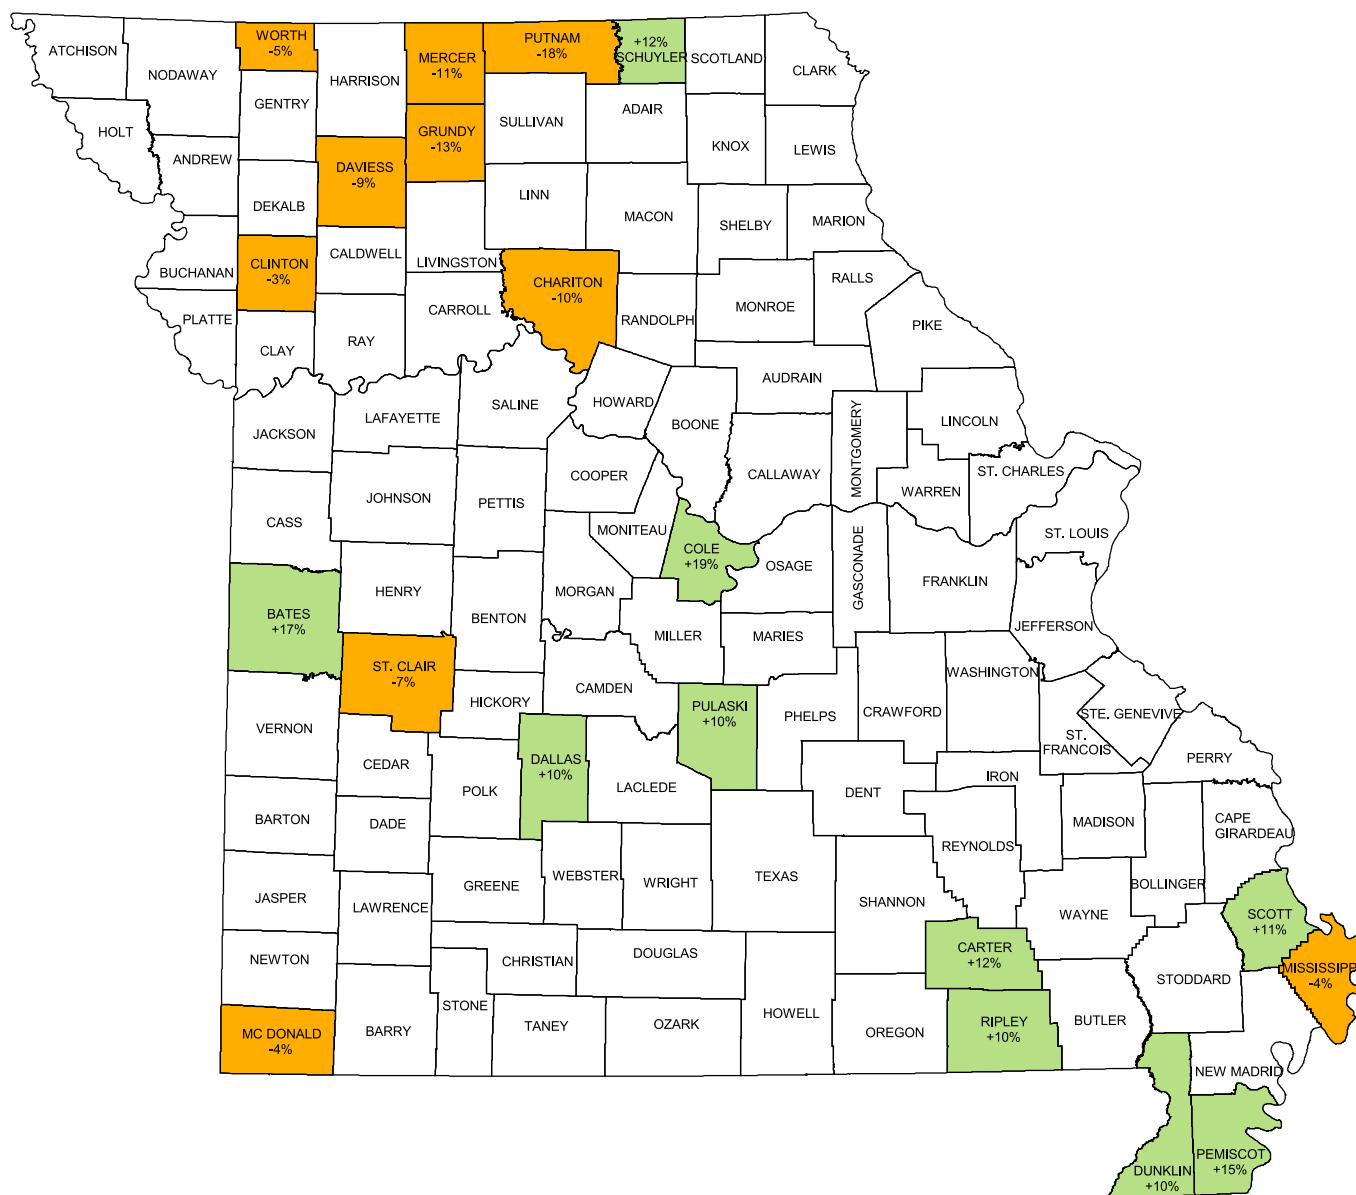 ATCHISON
NODAWAY
WORTH
-5%
HARRISON
MERCER
-11%
PUTNAM
-18%
+12%
SCHUYLER
SCOTLAND
CLARK
HOLT
GENTRY
ANDREW
DAVIESS
-9%
GRUNDY
-13%
SULLIVAN
ADAIR
KNOX
LEWIS
DEKALB
LINN
MACON
SHELBY
MARION
BUCHANAN
CLINTON
-3%
CALDWELL
LIVINGSTON
CHARITON
-10%
RANDOLPH
MONROE
RALLS
PIKE
PLATTE
CLAY
RAY
CARROLL
AUDRAIN
JACKSON
LAFAYETTE
SALINE
HOWARD
BOONE
CALLAWAY
MONTGOMERY
LINCOLN
WARREN
ST. CHARLES
CASS
JOHNSON
PETTIS
COOPER
MONITEAU
COLE
+19%
OSAGE
GASCONADE
FRANKLIN
ST. LOUIS
BATES
+17%
HENRY
BENTON
MORGAN
MILLER
MARIES
JEFFERSON
ST. CLAIR
-7%
HICKORY
CAMDEN
PULASKI
+10%
PHELPS
CRAWFORD
WASHINGTON
STE. GENEVIVE
ST.
FRANCOIS
PERRY
VERNON
CEDAR
POLK
DALLAS
+10%
LACLEDE
DENT
IRON
MADISON
CAPE
GIRARDEAU
BARTON
DADE
REYNOLDS
BOLLINGER
JASPER
LAWRENCE
GREENE
WEBSTER
WRIGHT
TEXAS
SHANNON
WAYNE
SCOTT
+11%
NEWTON
CHRISTIAN
DOUGLAS
CARTER
+12%
STODDARD
MISSISSIPP
-4%
MC DONALD
-4%
BARRY
STONE
TANEY
OZARK
HOWELL
OREGON
RIPLEY
+10%
BUTLER
NEW MADRID
DUNKLIN
+10%
PEMISCOT
+15%